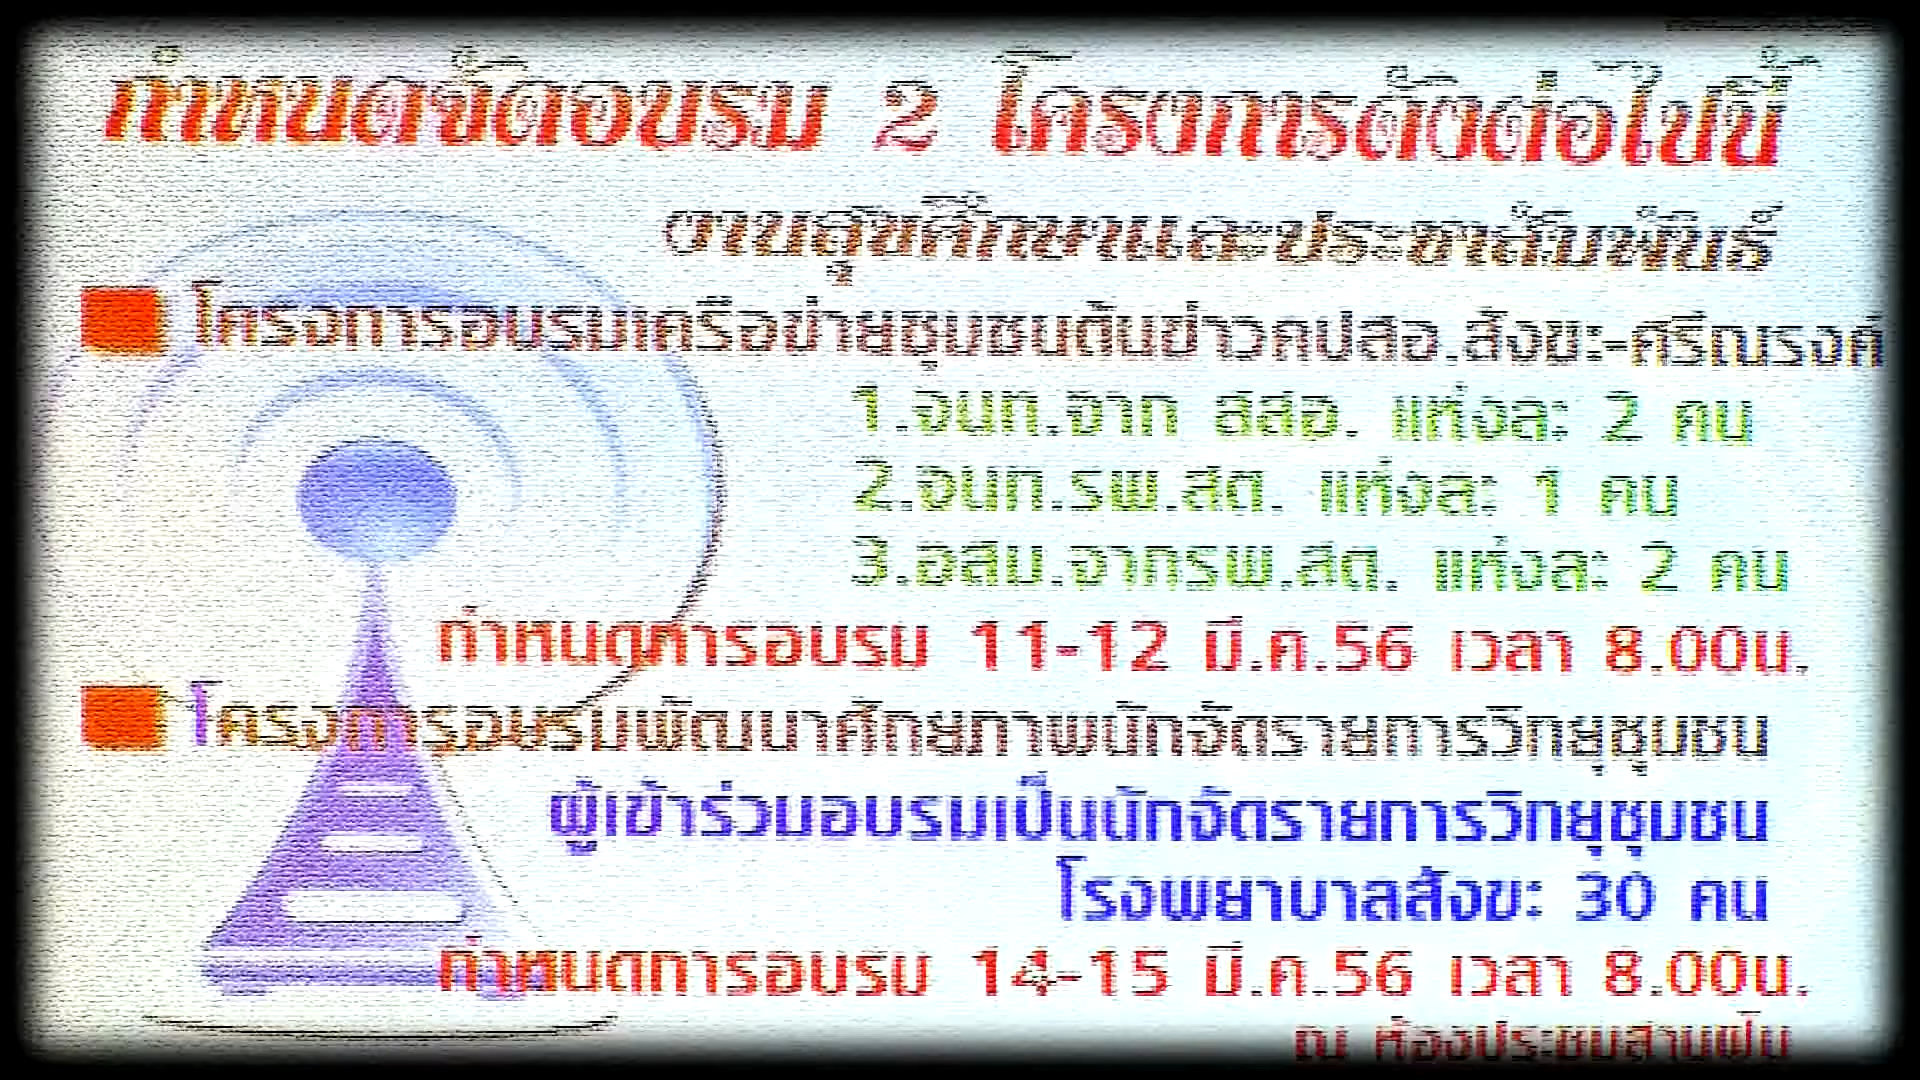 กำหนดจัดอบรม 2 โครงการดังต่อไปนี้
งานสุขศึกษาและประชาสัมพันธ์
โครงการอบรมเครือข่ายชุมชนต้นข่าวคปสอ.สังขะ-ศรีณรงค์
1.จนท.จาก สสอ. แห่งละ 2 คน
2.จนท.รพ.สต. แห่งละ 1 คน
3.อสม.จากรพ.สต. แห่งละ 2 คน
กำหนดการอบรม 11-12 มี.ค.56 เวลา 8.00น.
โครงการอบรมพัฒนาศักยภาพนักจัดรายการวิทยุชุมชน
ผู้เข้าร่วมอบรมเป็นนักจัดรายการวิทยุชุมชน
โรงพยาบาลสังขะ 30 คน
กำหนดการอบรม 14-15 มี.ค.56 เวลา 8.00น.
ณ ห้องประชุมสานฝัน